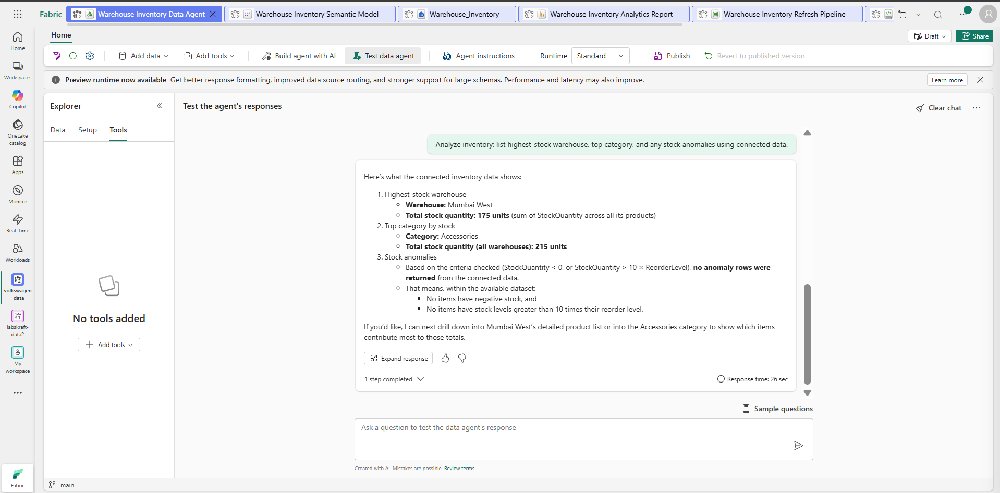 Fabric
Warehouse Inventory Data Agent
Warehouse Inventory Semantic Model
Warehouse_Inventory
Warehouse Inventory Analytics Report
Warehouse Inventory Refresh Pipeline
Home
Draft
Share
Add data
Add tools
Build agent with AI
Test data agent
Agent instructions
Runtime
Standard
Publish
Revert to published version
Preview runtime now available Get better response formatting, improved data source routing, and stronger support for large schemas. Performance and latency may also improve.
Learn more
Home
Workspaces
Copilot
OneLake
catalog
Apps
Monitor
Real-Time
Workloads
volkswagen
_data
labskraft-
data2
My
workspace
Fabric
Explorer
Data
Setup
Tools
No tools added
Add tools
Test the agent's responses
Clear chat
Analyze inventory: list highest-stock warehouse, top category, and any stock anomalies using connected data.
Here's what the connected inventory data shows:
1. Highest-stock warehouse
Warehouse: Mumbai West
Total stock quantity: 175 units (sum of StockQuantity across all its products)
2. Top category by stock
Category: Accessories
Total stock quantity (all warehouses): 215 units
3. Stock anomalies
Based on the criteria checked (StockQuantity < 0, or StockQuantity > 10 × ReorderLevel), no anomaly rows were
returned from the connected data.
That means, within the available dataset:
No items have negative stock, and
No items have stock levels greater than 10 times their reorder level.
If you'd like, I can next drill down into Mumbai West's detailed product list or into the Accessories category to show which items
contribute most to those totals.
Expand response
1 step completed
Response time: 26 sec
Sample questions
Ask a question to test the data agent's response
Created with AI. Mistakes are possible. Review terms
main